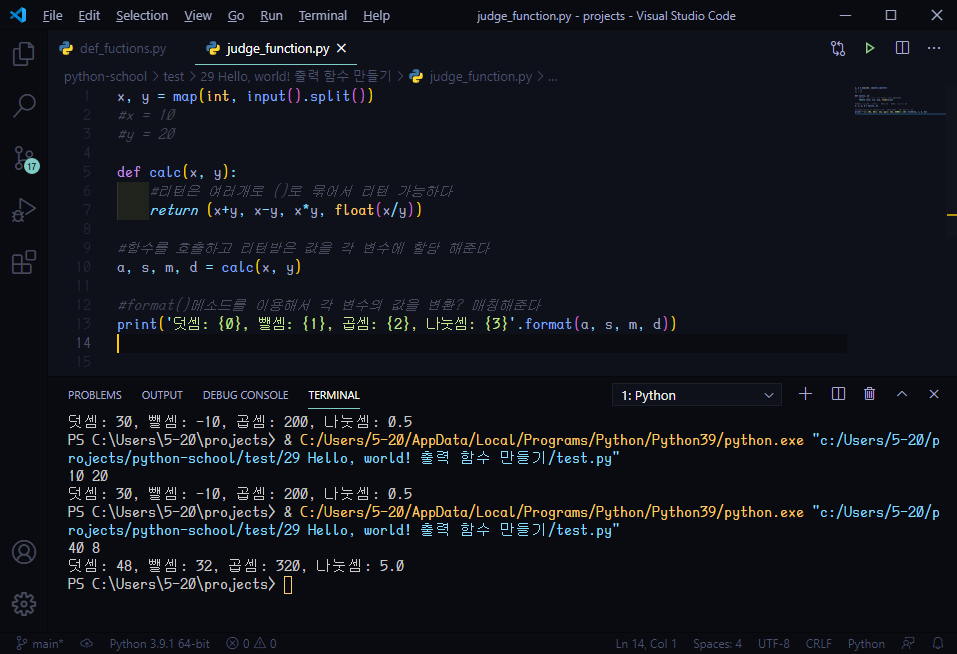 File Edit Selection View Go Run Terminal Help judge_function.py - projects - Visual Studio Code
def_fuctions.py judge_function.py
python-school > test > 29 Hello, world! 출력 함수 만들기 > judge_function.py > ...
1 x, y = map(int, input().split())
2 #x = 10
3 #y = 20
4
5 def calc(x, y):
6 #리턴은 여러개로 ()로 묶어서 리턴 가능하다
7 return (x+y, x-y, x*y, float(x/y))
8
9 #함수를 호출하고 리턴받은 값을 각 변수에 할당 해준다
10 a, s, m, d = calc(x, y)
11
12 #format()메소드를 이용해서 각 변수의 값을 변환? 매칭해준다
13 print('덧셈: {0}, 뺄셈: {1}, 곱셈: {2}, 나눗셈: {3}'.format(a, s, m, d))
14
15
17
PROBLEMS OUTPUT DEBUG CONSOLE TERMINAL 1: Python
덧셈: 30, 뺄셈: -10, 곱셈: 200, 나눗셈: 0.5
PS C:\Users\5-20\projects> & C:/Users/5-20/AppData/Local/Programs/Python/Python39/python.exe "c:/Users/5-20/p
rojects/python-school/test/29 Hello, world! 출력 함수 만들기/test.py"
10 20
덧셈: 30, 뺄셈: -10, 곱셈: 200, 나눗셈: 0.5
PS C:\Users\5-20\projects> & C:/Users/5-20/AppData/Local/Programs/Python/Python39/python.exe "c:/Users/5-20/p
rojects/python-school/test/29 Hello, world! 출력 함수 만들기/test.py"
40 8
덧셈: 48, 뺄셈: 32, 곱셈: 320, 나눗셈: 5.0
PS C:\Users\5-20\projects>
main* Python 3.9.1 64-bit 0 0 Ln 14, Col 1 Spaces: 4 UTF-8 CRLF Python